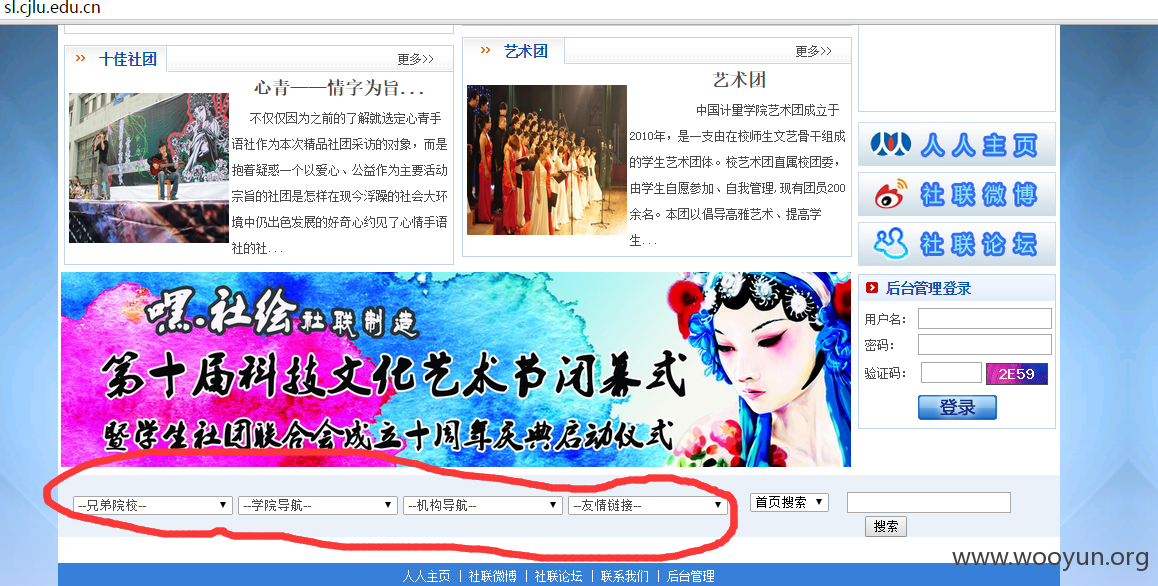 sl.cjlu.edu.cn
十佳社团
更多>>
心青——情字为旨...
不仅仅因为之前的了解就选定心青手
语社作为本次精品社团采访的对象，而是
抱着疑惑一个以爱心、公益作为主要活动
宗旨的社团是怎样在现今浮躁的社会大环
境中仍出色发展的好奇心约见了心情手语
社的社...
艺术团
更多>>
艺术团
中国计量学院艺术团成立于
2010年，是一支由在校师生文艺骨干组成
的学生艺术团体。校艺术团直属校团委，
由学生自愿参加、自我管理,现有团员200
余名。本团以倡导高雅艺术、提高学
生...
人人主页
社联微博
社联论坛
后台管理登录
用户名：
密码：
验证码：
2E59
登录
嘿·社绘社联制造
第十届科技文化艺术节闭幕式
暨学生社团联合会成立十周年庆典启动仪式
--兄弟院校-- --学院导航-- --机构导航-- --友情链接-- 首页搜索
搜索
www.wooyun.org
人人主页 | 社联微博 | 社联论坛 | 联系我们 | 后台管理